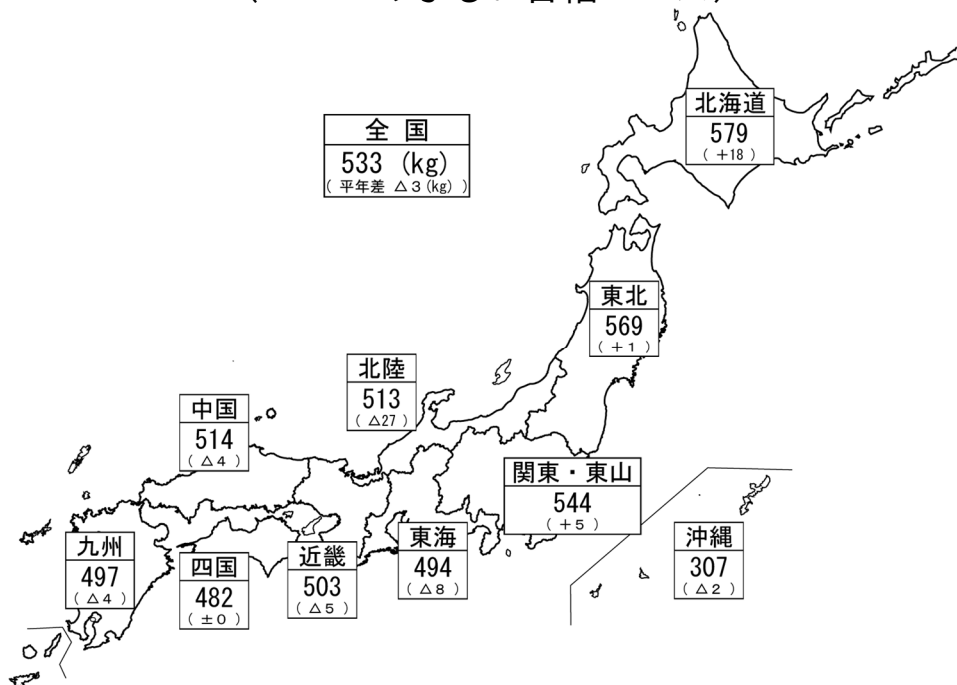 全 国
533 (kg)
( 平年差 △3(kg) )
北海道
579
( +18 )
東北
569
( +1 )
北陸
513
( △27 )
中国
514
( △4 )
関東・東山
544
( +5 )
九州
497
( △4 )
四国
482
( ±0 )
近畿
503
( △5 )
東海
494
( △8 )
沖縄
307
( △2 )